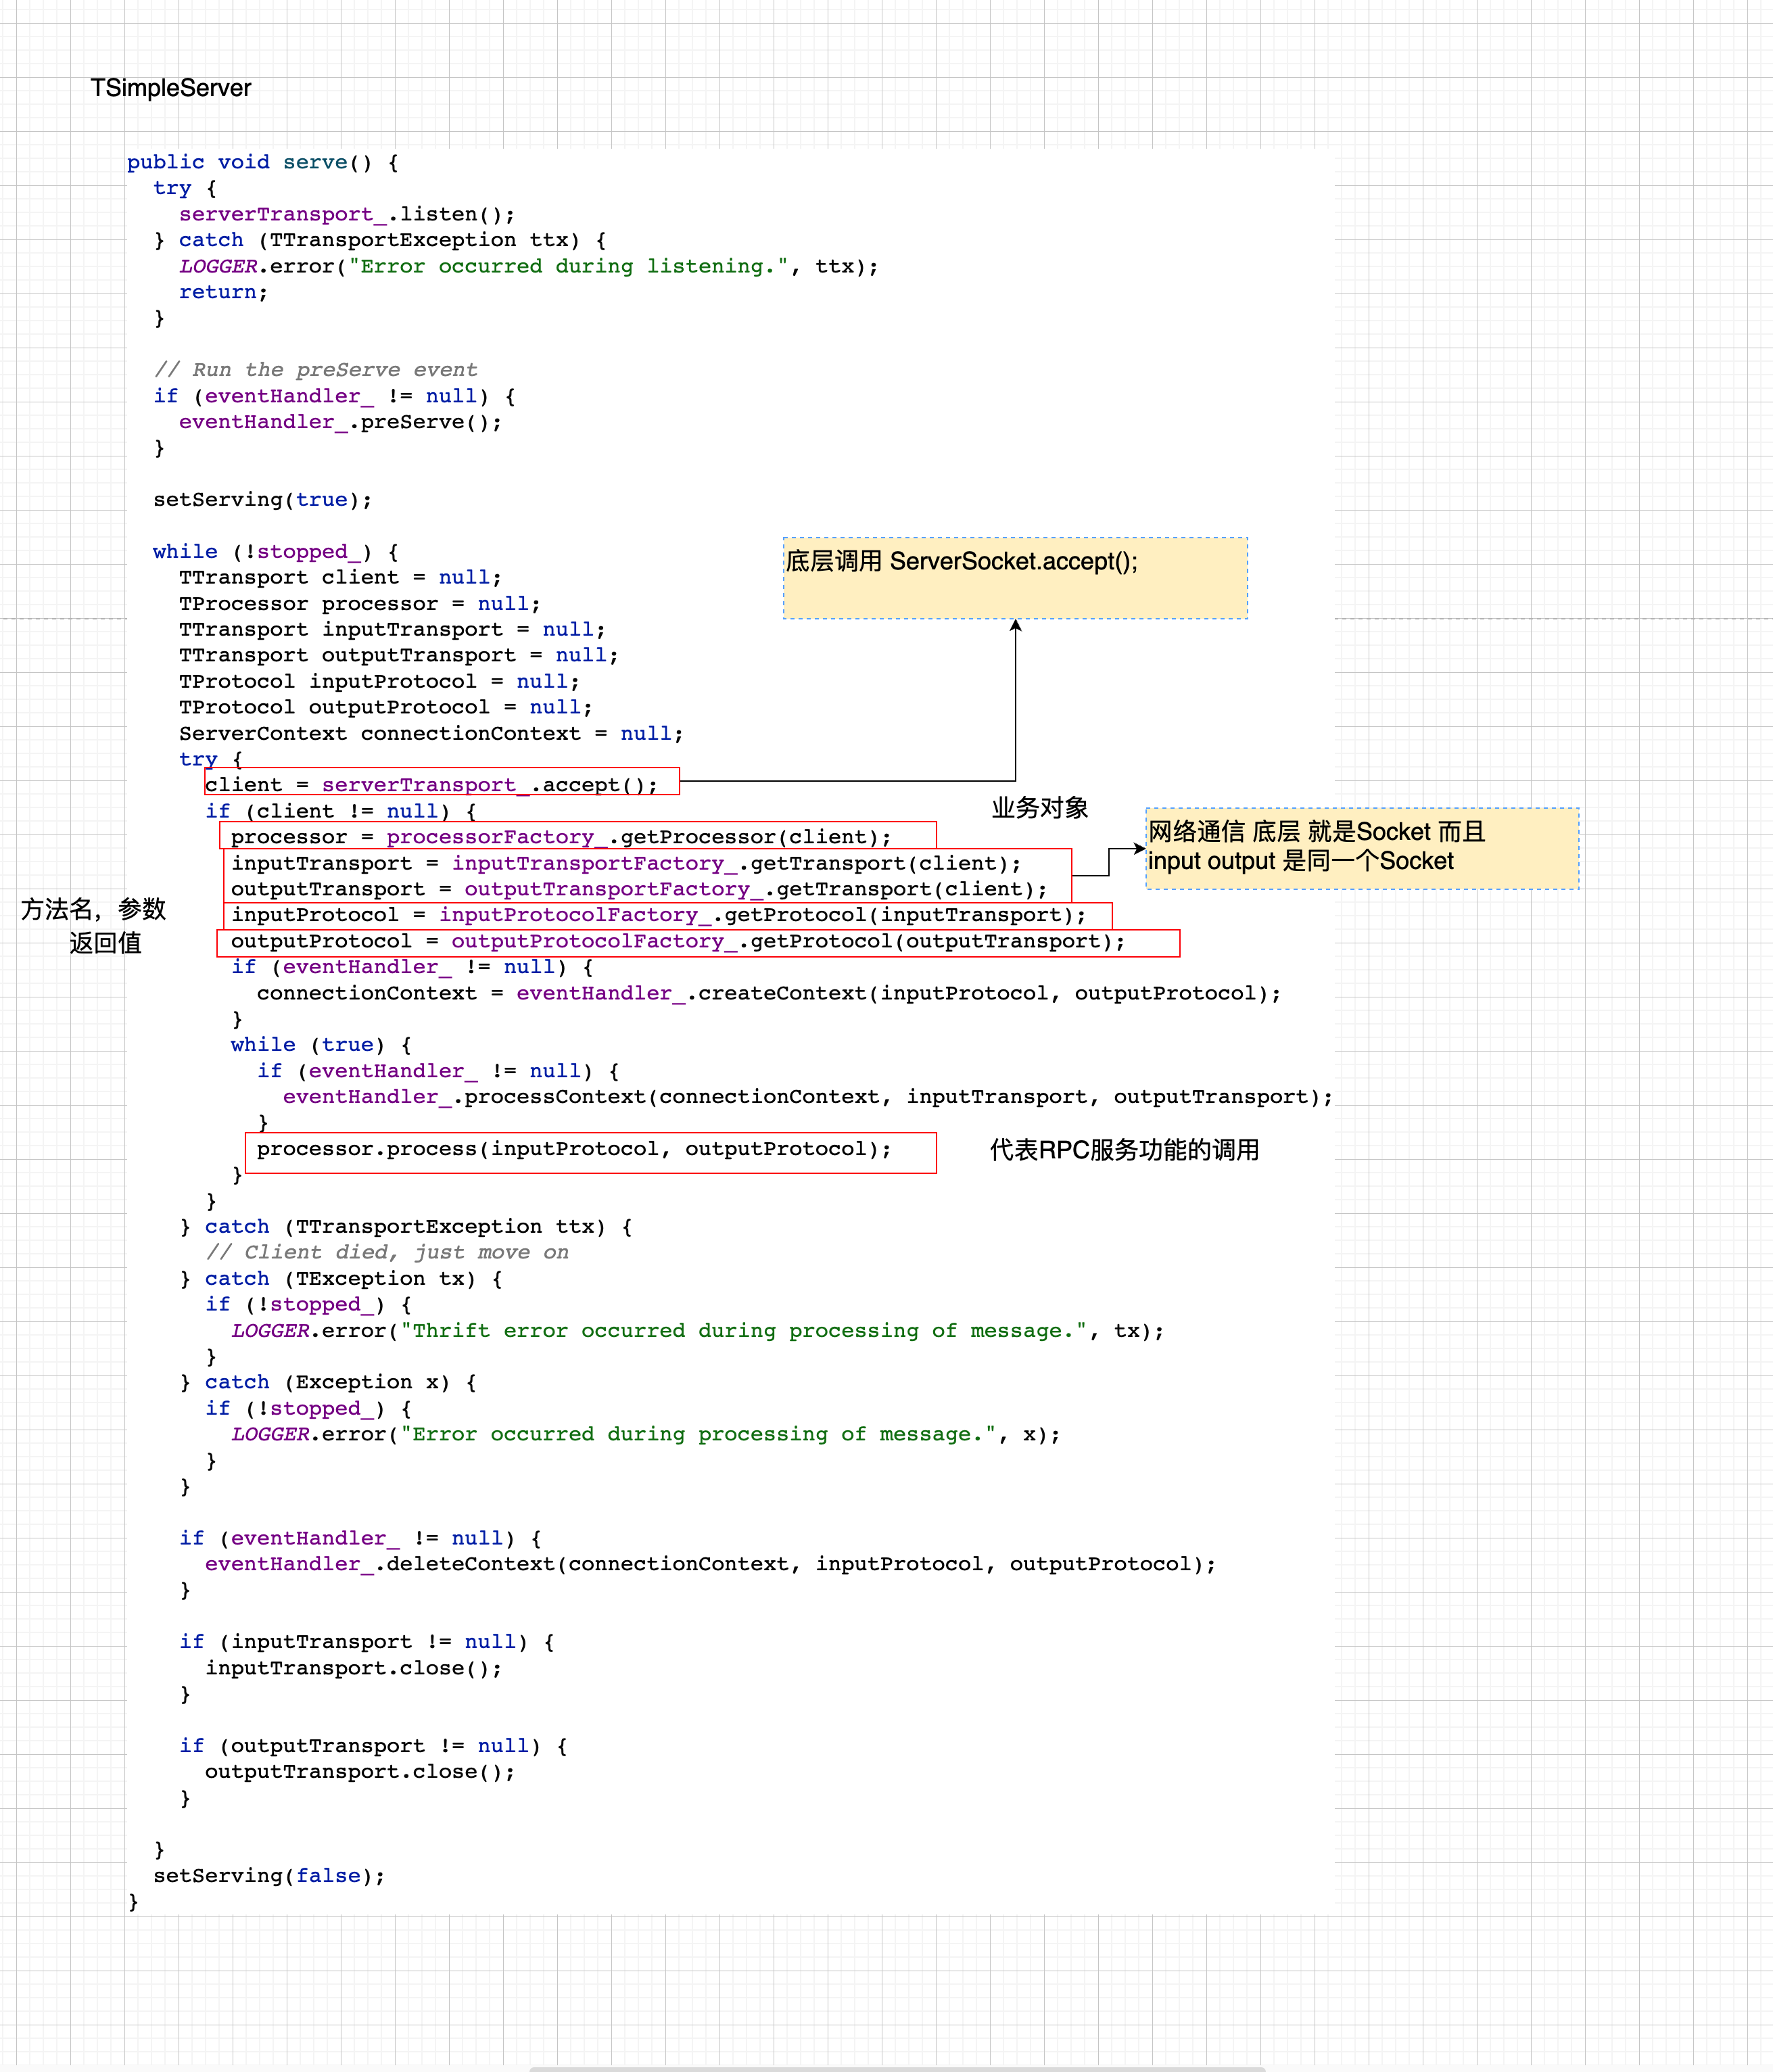 TSimpleServer
public void serve() {
try {
serverTransport_.listen();
} catch (TTransportException ttx) {
LOGGER.error("Error occurred during listening.", ttx);
return;
}
// Run the preServe event
if (eventHandler_ != null) {
eventHandler_.preServe();
}
setServing(true);
while (!stopped_) {
底层调用 ServerSocket.accept();
TTransport client = null;
TProcessor processor = null;
TTransport inputTransport = null;
TTransport outputTransport = null;
TProtocol inputProtocol = null;
TProtocol outputProtocol = null;
ServerContext connectionContext = null;
try {
client = serverTransport_.accept();
if (client != null) {
业务对象
processor = processorFactory_.getProcessor(client);
网络通信 底层 就是Socket 而且
input output 是同一个Socket
inputTransport = inputTransportFactory_.getTransport(client);
outputTransport = outputTransportFactory_.getTransport(client);
方法名，参数
返回值
inputProtocol = inputProtocolFactory_.getProtocol(inputTransport);
outputProtocol = outputProtocolFactory_.getProtocol(outputTransport);
if (eventHandler_ != null) {
connectionContext = eventHandler_.createContext(inputProtocol, outputProtocol);
}
while (true) {
if (eventHandler_ != null) {
eventHandler_.processContext(connectionContext, inputTransport, outputTransport);
}
processor.process(inputProtocol, outputProtocol);
代表RPC服务功能的调用
}
}
} catch (TTransportException ttx) {
// Client died, just move on
} catch (TException tx) {
if (!stopped_) {
LOGGER.error("Thrift error occurred during processing of message.", tx);
}
} catch (Exception x) {
if (!stopped_) {
LOGGER.error("Error occurred during processing of message.", x);
}
}
if (eventHandler_ != null) {
eventHandler_.deleteContext(connectionContext, inputProtocol, outputProtocol);
}
if (inputTransport != null) {
inputTransport.close();
}
if (outputTransport != null) {
outputTransport.close();
}
}
setServing(false);
}